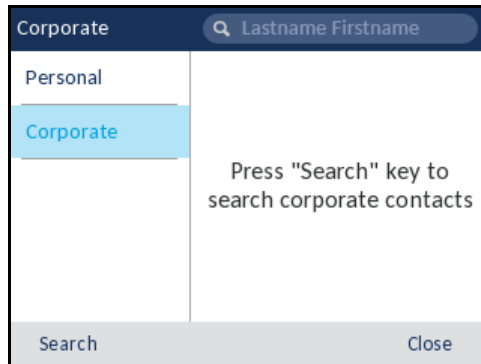 Corporate
Lastname Firstname
Personal
Corporate
Press "Search" key to
search corporate contacts
Search
Close